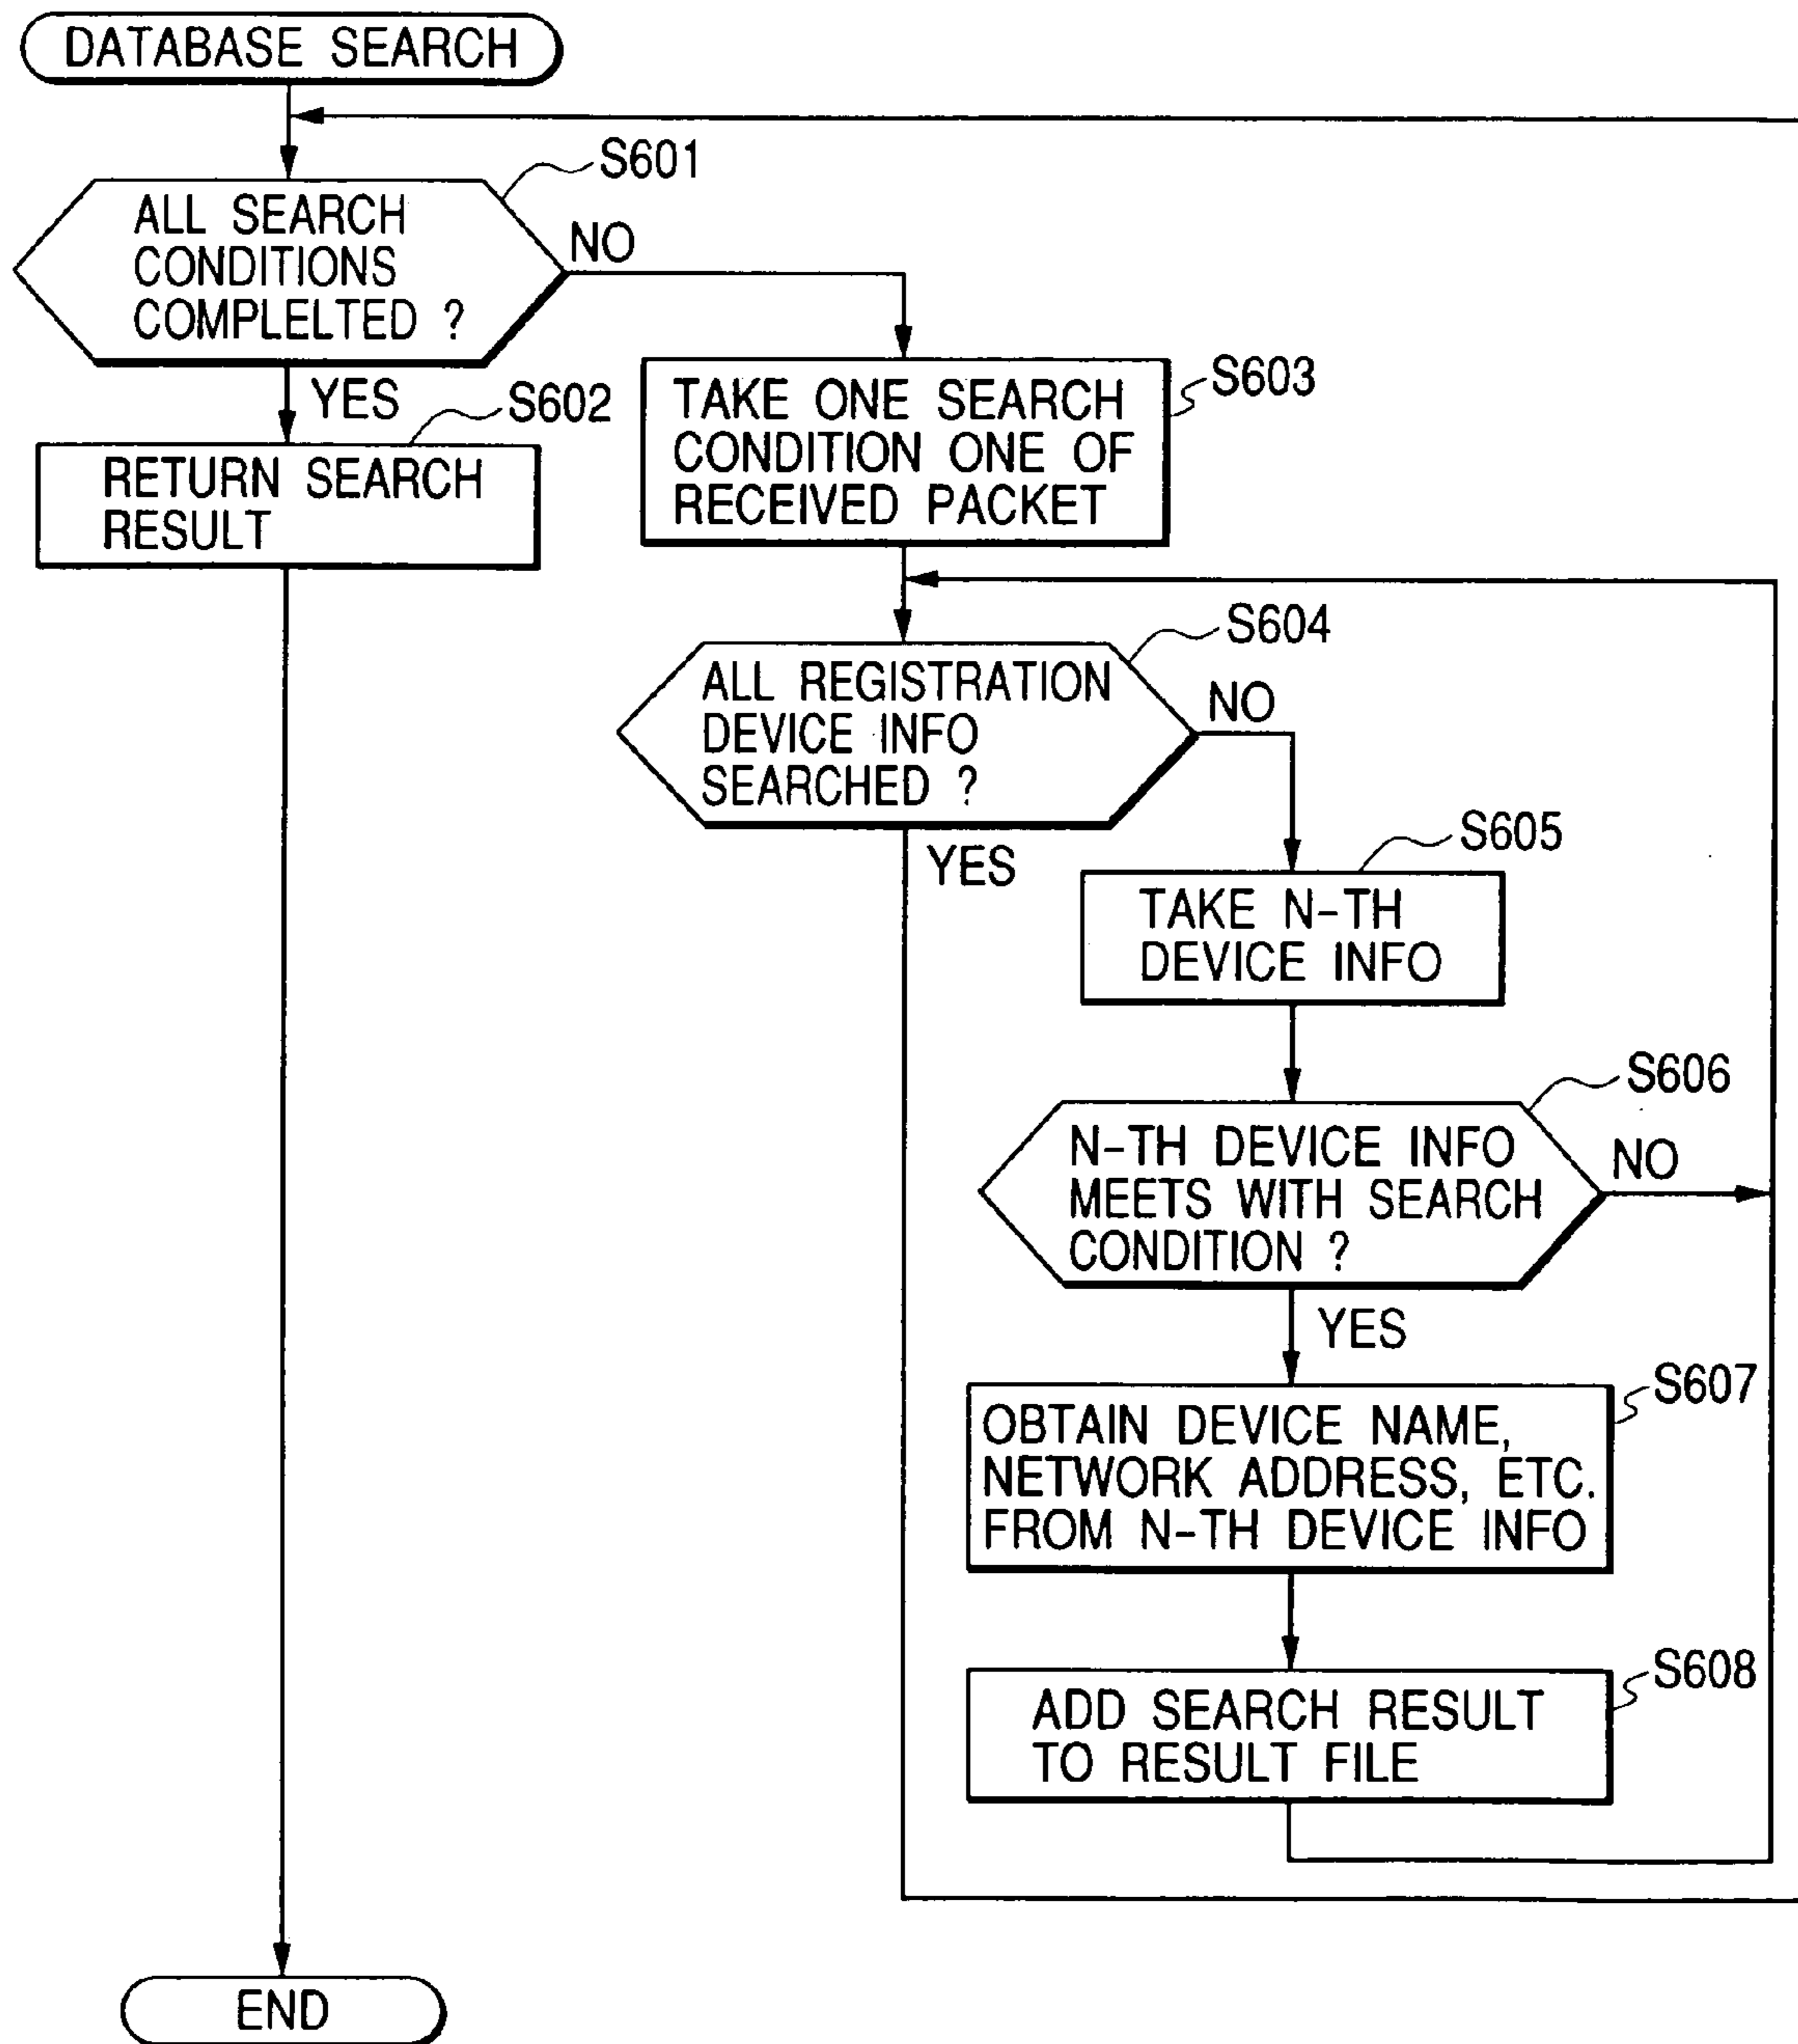 DATABASE SEARCH
S601
ALL SEARCH
CONDITIONS
COMPLELTED ?
NO
YES
S602
RETURN SEARCH
RESULT
S603
TAKE ONE SEARCH
CONDITION ONE OF
RECEIVED PACKET
S604
ALL REGISTRATION
DEVICE INFO
SEARCHED ?
NO
YES
S605
TAKE N-TH
DEVICE INFO
S606
N-TH DEVICE INFO
MEETS WITH SEARCH
CONDITION ?
NO
YES
S607
OBTAIN DEVICE NAME,
NETWORK ADDRESS, ETC.
FROM N-TH DEVICE INFO
S608
ADD SEARCH RESULT
TO RESULT FILE
END